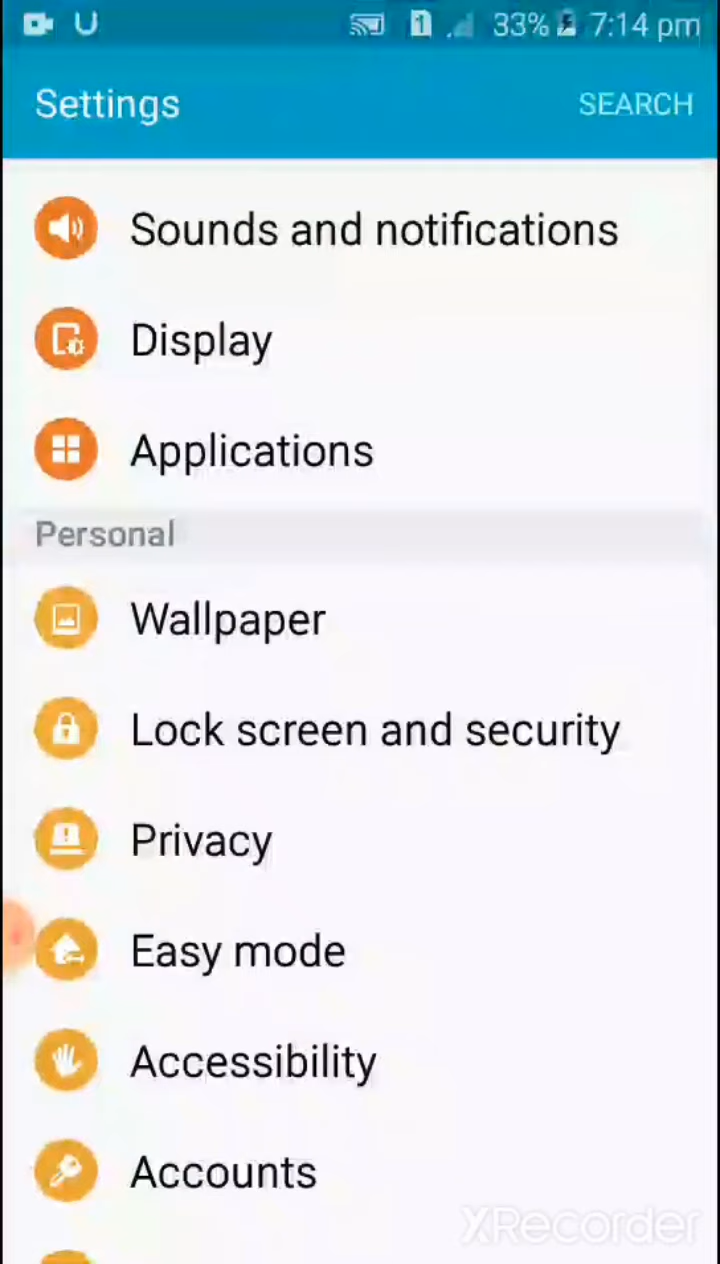 1 33% 7:14 pm
Settings SEARCH
Sounds and notifications
Display
Applications
Personal
Wallpaper
Lock screen and security
Privacy
Easy mode
Accessibility
Accounts
XRecorder